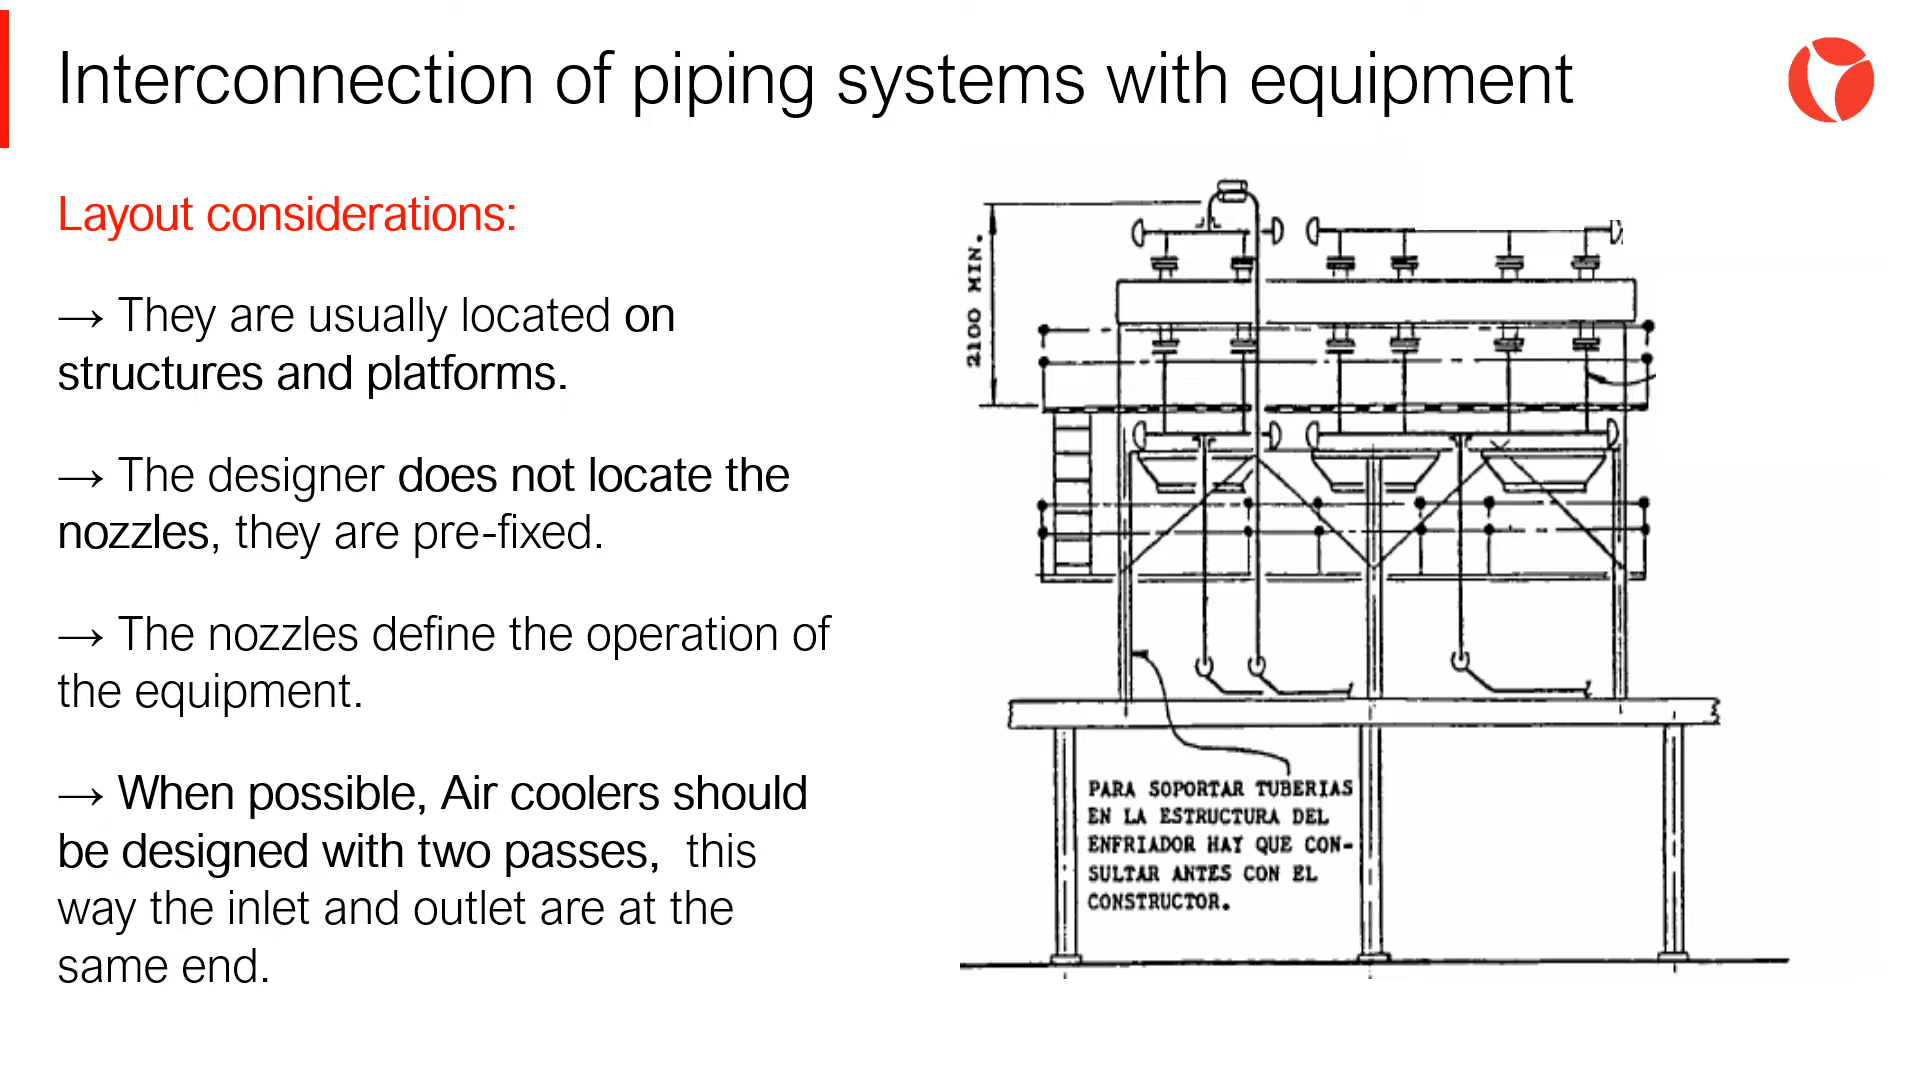 Interconnection of piping systems with equipment
Layout considerations:
→ They are usually located on
structures and platforms.
→ The designer does not locate the
nozzles, they are pre-fixed.
→ The nozzles define the operation of
the equipment.
→ When possible, Air coolers should
be designed with two passes,  this
way the inlet and outlet are at the
same end.
2100 MIN.
PARA SOPORTAR TUBERIAS
EN LA ESTRUCTURA DEL
ENFRIADOR HAY QUE CON-
SULTAR ANTES CON EL
CONSTRUCTOR.